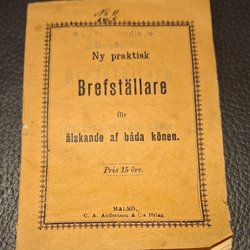 Ny praktisk
Brefställare
för
älskande af båda könen.
Pris 15 öre.
MALMÖ,
C. A. Andersson & C:s förlag.